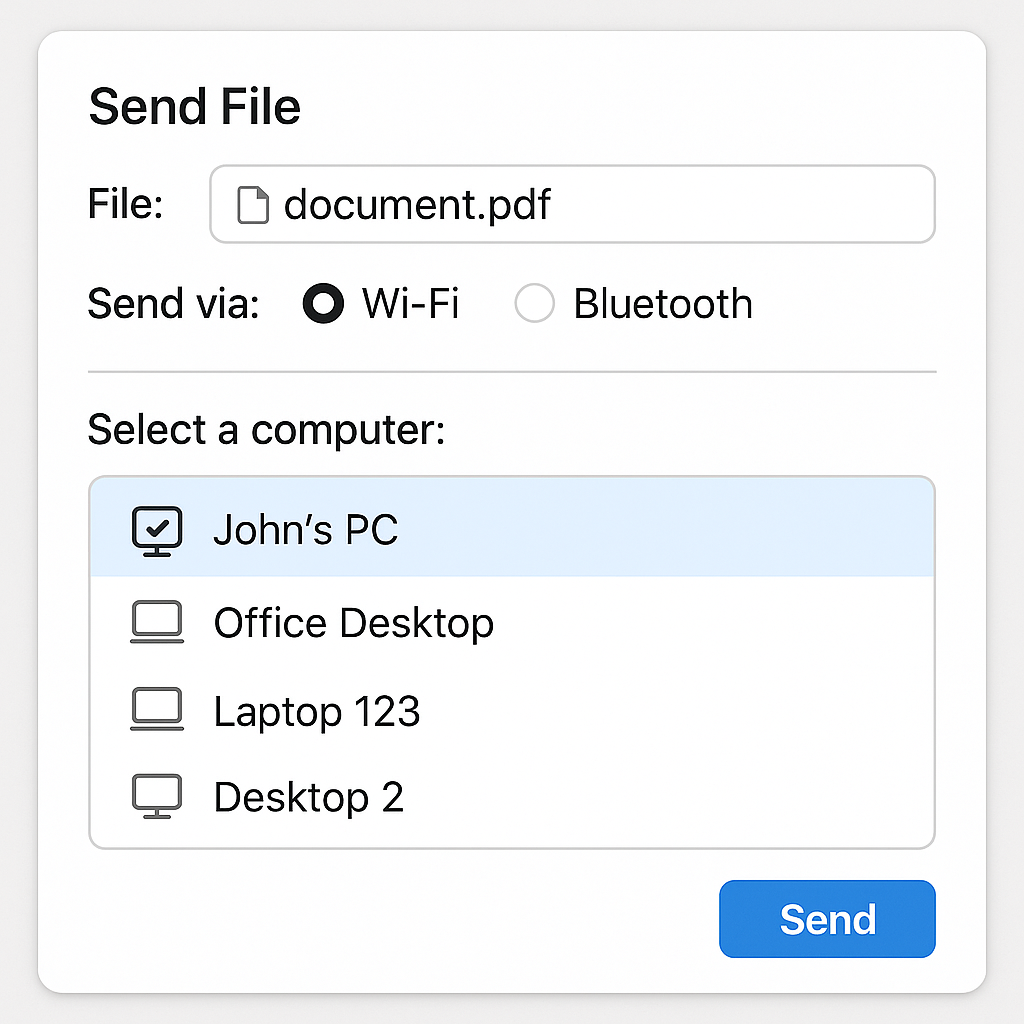 Send File
File: document.pdf
Send via: Wi-Fi Bluetooth
Select a computer:
John’s PC
Office Desktop
Laptop 123
Desktop 2
Send